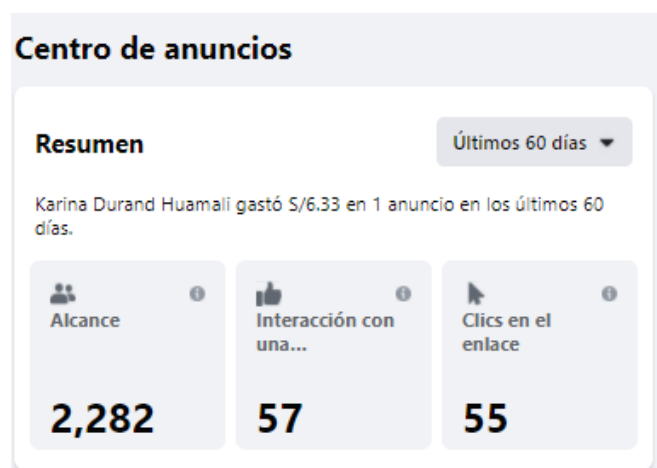 Centro de anuncios
Resumen
Últimos 60 días
Karina Durand Huamali gastó S/6.33 en 1 anuncio en los últimos 60
días.
Alcance
2,282
Interacción con
una...
57
Clics en el
enlace
55